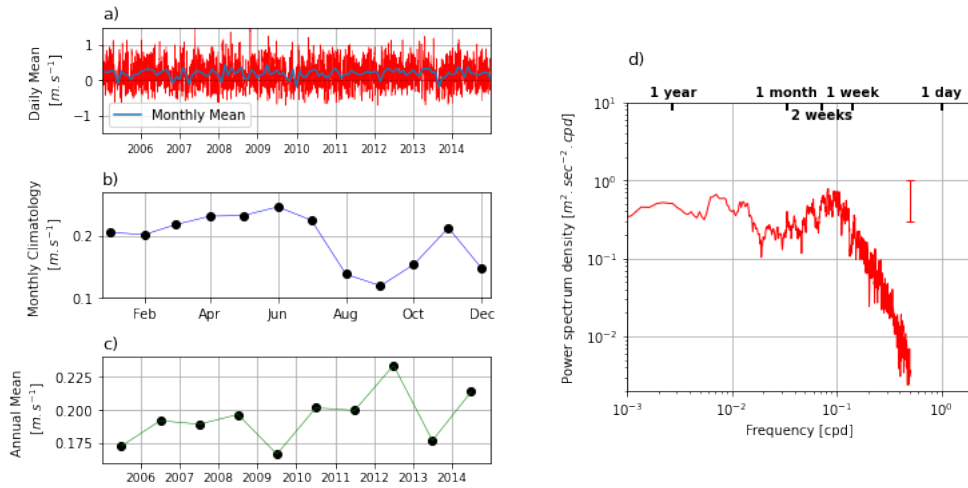 a)
Daily Mean
[m. s⁻¹]
1
0
−1
Monthly Mean
2006 2007 2008 2009 2010 2011 2012 2013 2014
b)
Monthly Climatology
[m. s⁻¹]
0.2
0.1
Feb Apr Jun Aug Oct Dec
c)
Annual Mean
[m. s⁻¹]
0.225
0.200
0.175
2006 2007 2008 2009 2010 2011 2012 2013 2014
d)
1 year 1 month 1 week 1 day
2 weeks
Power spectrum density [m². sec⁻². cpd]
10¹
10⁰
10⁻¹
10⁻²
10⁻³ 10⁻² 10⁻¹ 10⁰
Frequency [cpd]